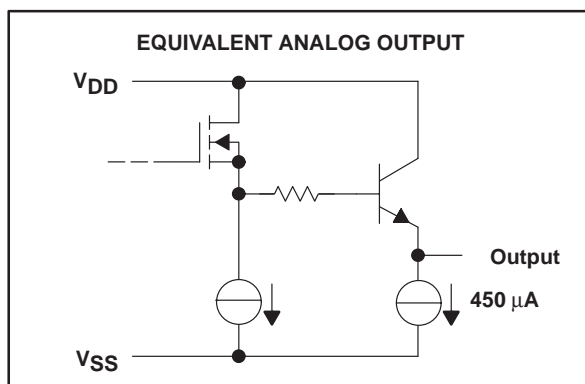 EQUIVALENT ANALOG OUTPUT
VDD
Output
450 μA
VSS